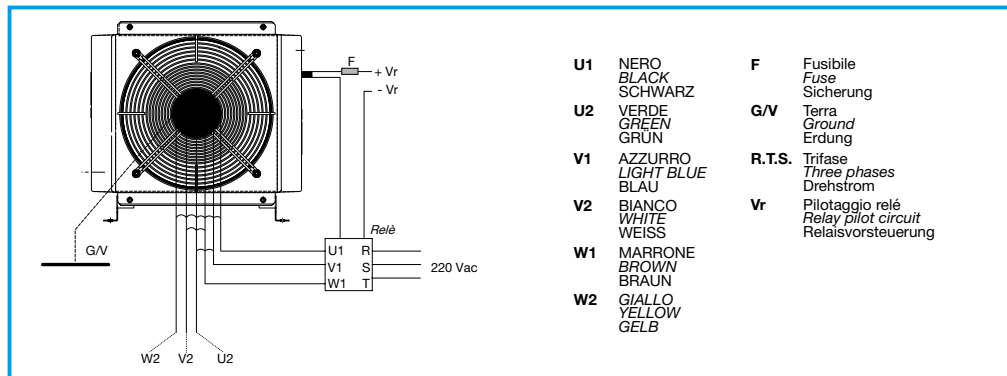 F
+ Vr
- Vr
Relè
U1 R
V1 S
W1 T
220 Vac
G/V
W2 V2 U2
U1 NERO
BLACK
SCHWARZ
U2 VERDE
GREEN
GRÜN
V1 AZZURRO
LIGHT BLUE
BLAU
V2 BIANCO
WHITE
WEISS
W1 MARRONE
BROWN
BRAUN
W2 GIALLO
YELLOW
GELB
F Fusibile
Fuse
Sicherung
G/V Terra
Ground
Erdung
R.T.S. Trifase
Three phases
Drehstrom
Vr Pilotaggio relé
Relay pilot circuit
Relaisvorsteuerung